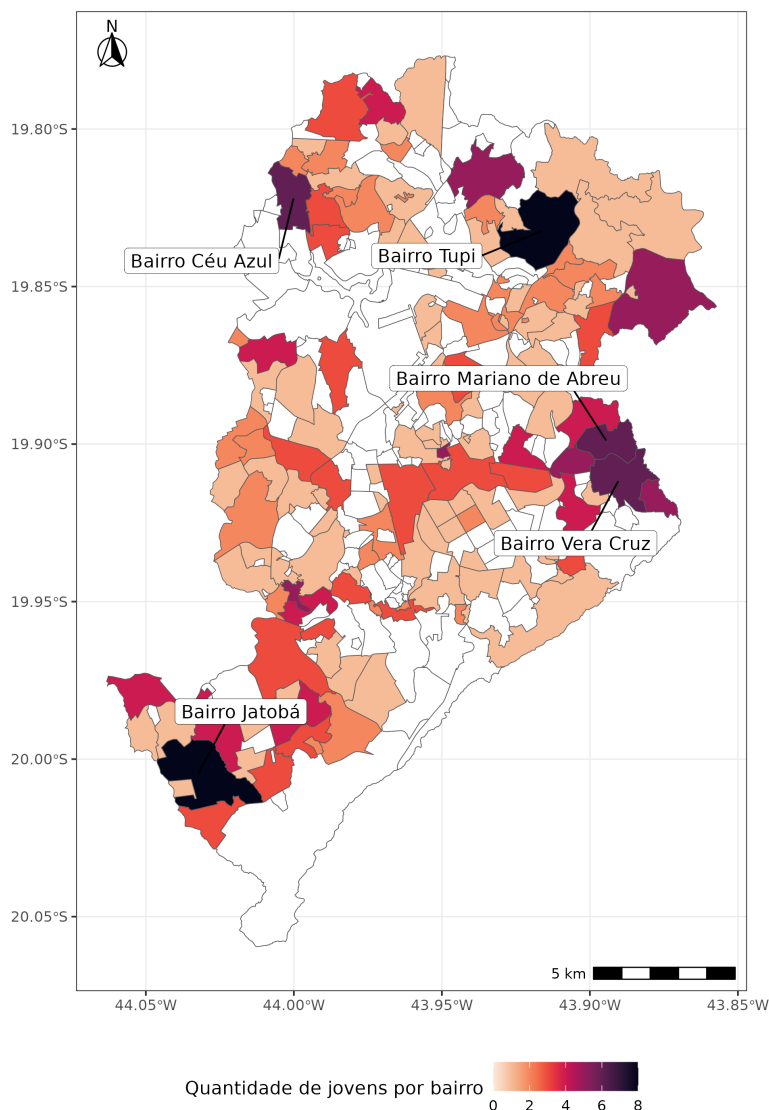 N
19.80°S
Bairro Céu Azul
Bairro Tupi
19.85°S
Bairro Mariano de Abreu
19.90°S
Bairro Vera Cruz
19.95°S
Bairro Jatobá
20.00°S
20.05°S
5 km
44.05°W 44.00°W 43.95°W 43.90°W 43.85°W
Quantidade de jovens por bairro
0 2 4 6 8